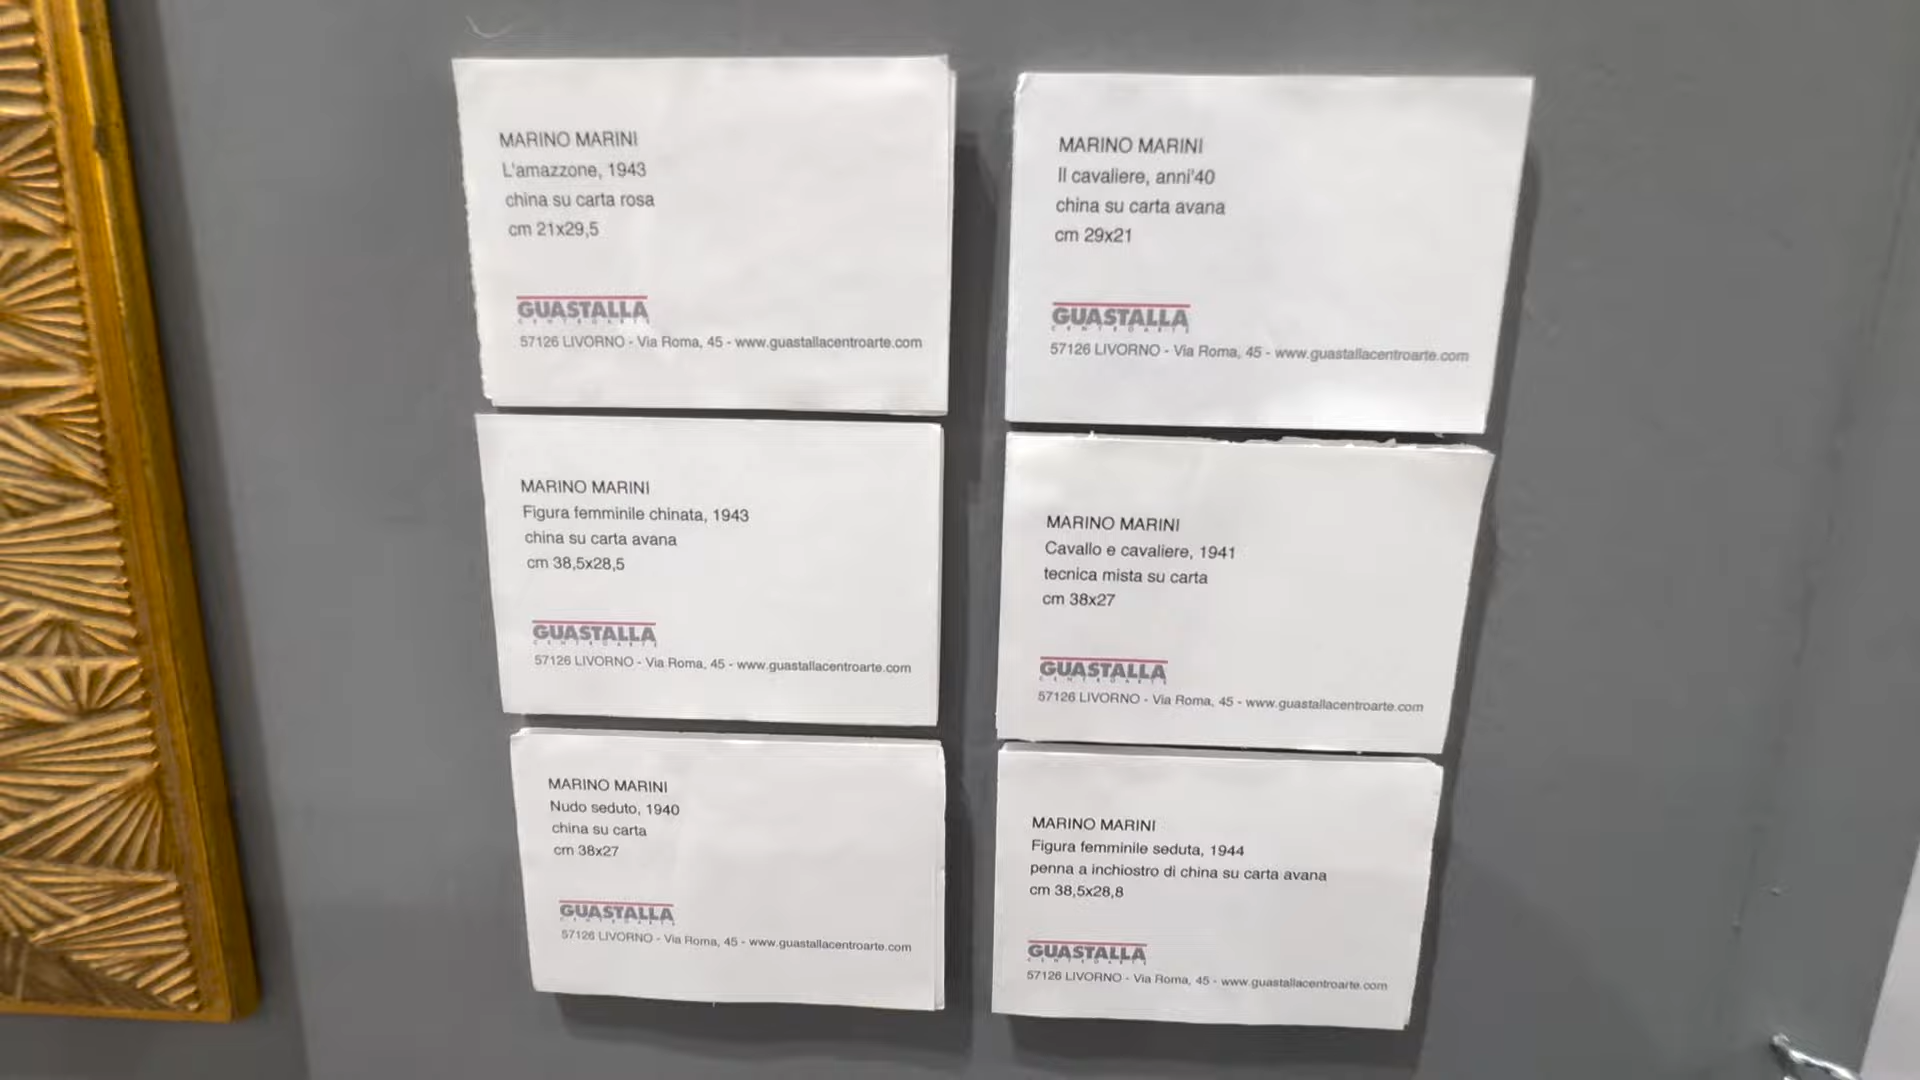 MARINO MARINI
L'amazzone, 1943
china su carta rosa
cm 21x29,5
GUASTALLA
CENTROARTE
57126 LIVORNO - Via Roma, 45 - www.guastallacentroarte.com
MARINO MARINI
Il cavaliere, anni'40
china su carta avana
cm 29x21
GUASTALLA
CENTROARTE
57126 LIVORNO - Via Roma, 45 - www.guastallacentroarte.com
MARINO MARINI
Figura femminile chinata, 1943
china su carta avana
cm 38,5x28,5
GUASTALLA
CENTROARTE
57126 LIVORNO - Via Roma, 45 - www.guastallacentroarte.com
MARINO MARINI
Cavallo e cavaliere, 1941
tecnica mista su carta
cm 38x27
GUASTALLA
CENTROARTE
57126 LIVORNO - Via Roma, 45 - www.guastallacentroarte.com
MARINO MARINI
Nudo seduto, 1940
china su carta
cm 38x27
GUASTALLA
CENTROARTE
57126 LIVORNO - Via Roma, 45 - www.guastallacentroarte.com
MARINO MARINI
Figura femminile seduta, 1944
penna a inchiostro di china su carta avana
cm 38,5x28,8
GUASTALLA
CENTROARTE
57126 LIVORNO - Via Roma, 45 - www.guastallacentroarte.com